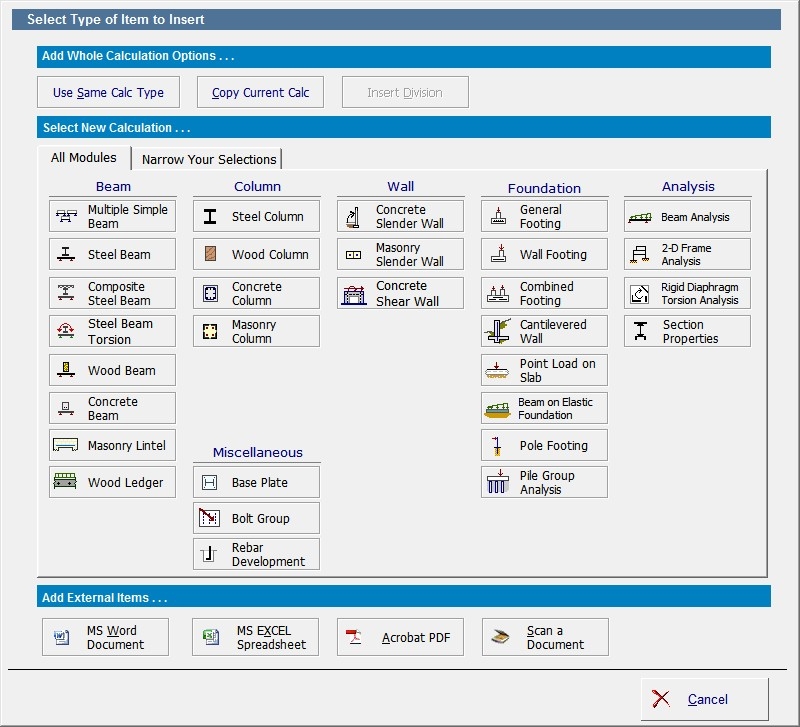 Select Type of Item to Insert
Add Whole Calculation Options . . .
Use Same Calc Type
Copy Current Calc
Insert Division
Select New Calculation . . .
All Modules
Narrow Your Selections
Beam
Multiple Simple
Beam
Steel Beam
Composite
Steel Beam
Steel Beam
Torsion
Wood Beam
Concrete
Beam
Masonry Lintel
Wood Ledger
Column
Steel Column
Wood Column
Concrete
Column
Masonry
Column
Miscellaneous
Base Plate
Bolt Group
Rebar
Development
Wall
Concrete
Slender Wall
Masonry
Slender Wall
Concrete
Shear Wall
Foundation
General
Footing
Wall Footing
Combined
Footing
Cantilevered
Wall
Point Load on
Slab
Beam on Elastic
Foundation
Pole Footing
Pile Group
Analysis
Analysis
Beam Analysis
2-D Frame
Analysis
Rigid Diaphragm
Torsion Analysis
Section
Properties
Add External Items . . .
MS Word
Document
MS EXCEL
Spreadsheet
Acrobat PDF
Scan a
Document
Cancel